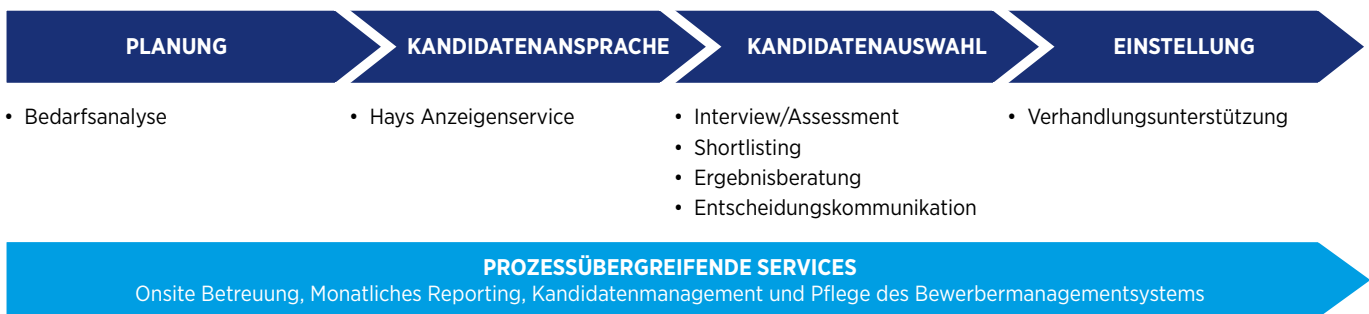 PLANUNG
KANDIDATENANSPRACHE
KANDIDATENAUSWAHL
EINSTELLUNG
• Bedarfsanalyse
• Hays Anzeigenservice
• Interview/Assessment
• Shortlisting
• Ergebnisberatung
• Entscheidungskommunikation
• Verhandlungsunterstützung
PROZESSÜBERGREIFENDE SERVICES
Onsite Betreuung, Monatliches Reporting, Kandidatenmanagement und Pflege des Bewerbermanagementsystems